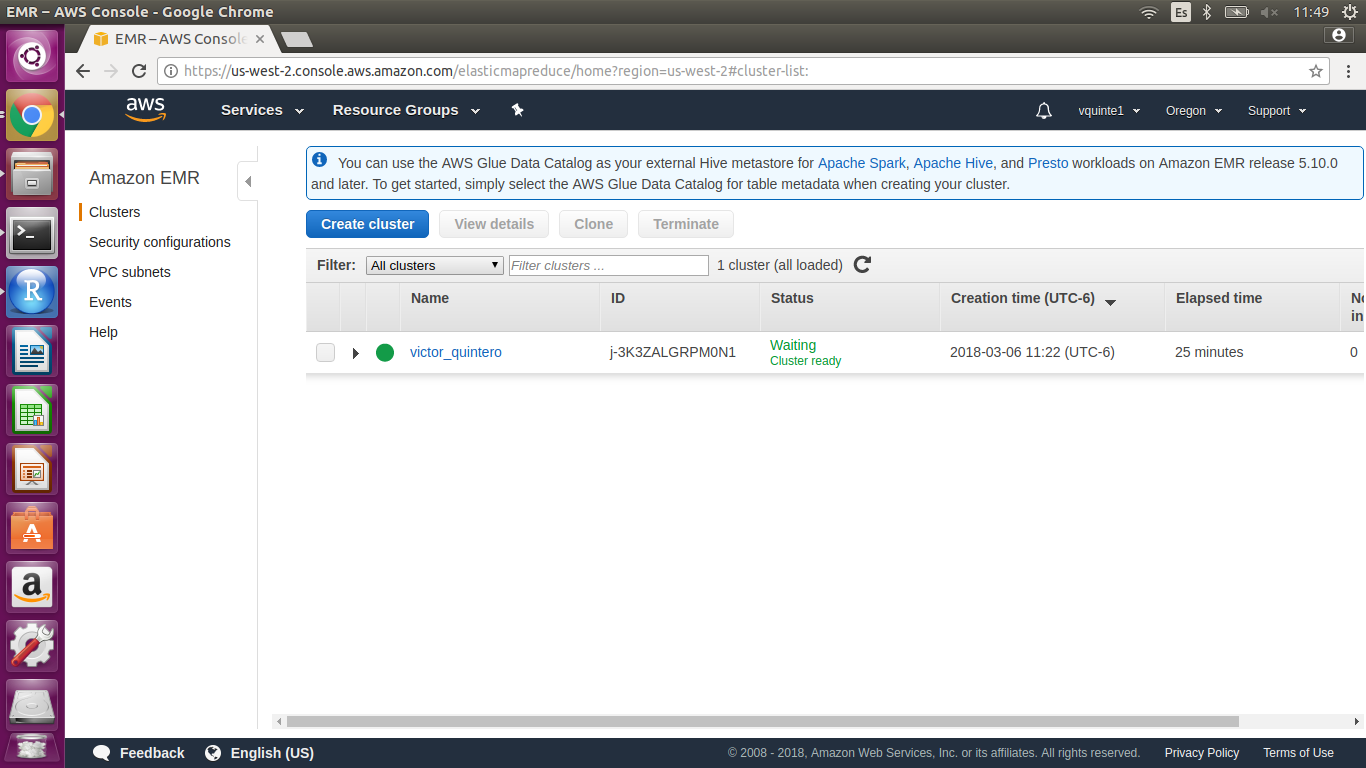 EMR – AWS Console - Google Chrome
Es
11:49
EMR – AWS Console
https://us-west-2.console.aws.amazon.com/elasticmapreduce/home?region=us-west-2#cluster-list:
aws
Services
Resource Groups
vquinte1
Oregon
Support
Amazon EMR
Clusters
Security configurations
VPC subnets
Events
Help
You can use the AWS Glue Data Catalog as your external Hive metastore for Apache Spark, Apache Hive, and Presto workloads on Amazon EMR release 5.10.0
and later. To get started, simply select the AWS Glue Data Catalog for table metadata when creating your cluster.
Create cluster
View details
Clone
Terminate
Filter:
All clusters
Filter clusters ...
1 cluster (all loaded)
Name
ID
Status
Creation time (UTC-6)
Elapsed time
in
victor_quintero
j-3K3ZALGRPM0N1
Waiting
Cluster ready
2018-03-06 11:22 (UTC-6)
25 minutes
0
Feedback
English (US)
© 2008 - 2018, Amazon Web Services, Inc. or its affiliates. All rights reserved.
Privacy Policy
Terms of Use